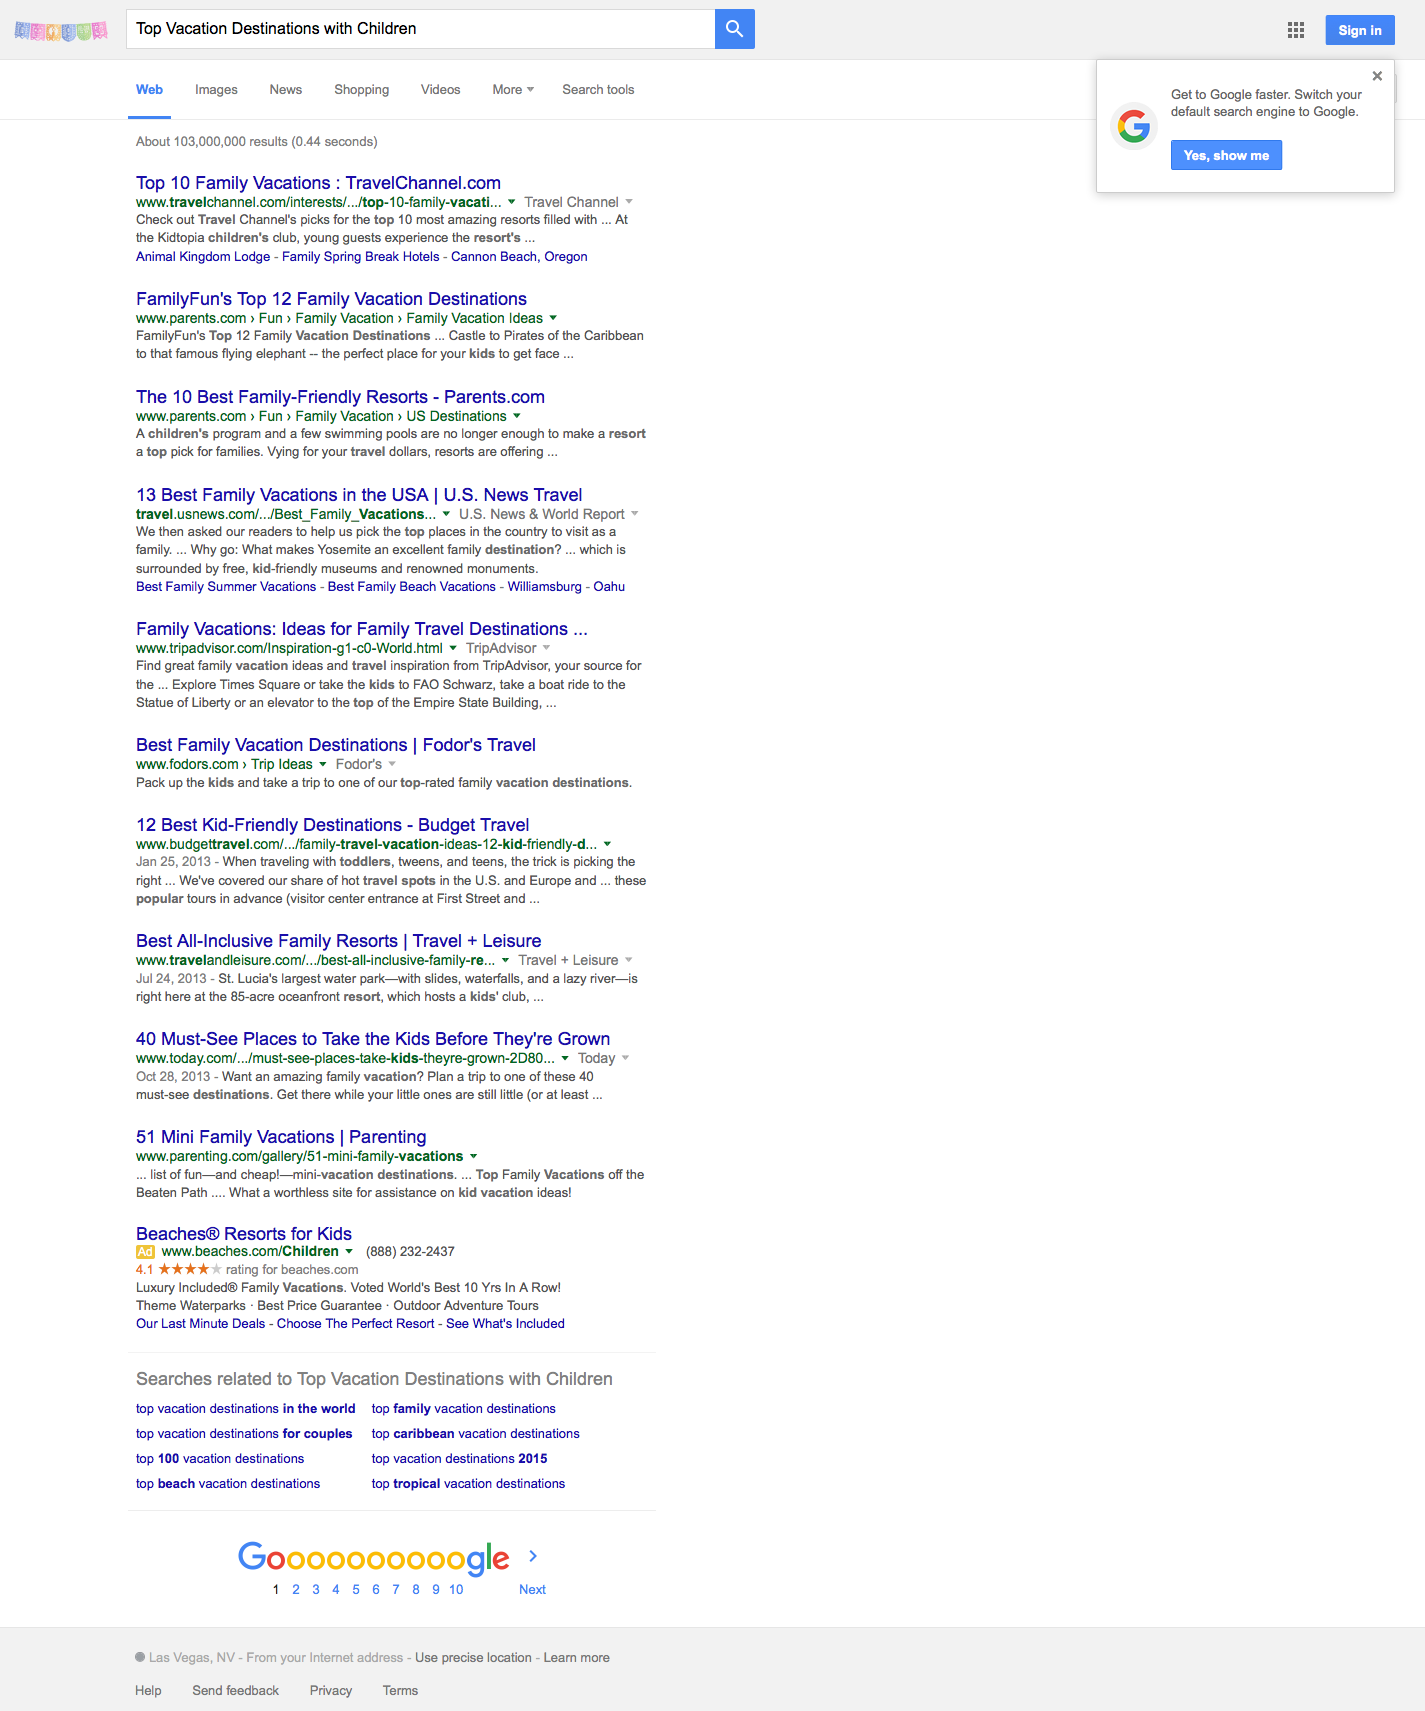 Top Vacation Destinations with Children
Sign in
Web Images News Shopping Videos More Search tools
Get to Google faster. Switch your
default search engine to Google.
Yes, show me
About 103,000,000 results (0.44 seconds)
Top 10 Family Vacations : TravelChannel.com
www.travelchannel.com/interests/.../top-10-family-vacati... Travel Channel
Check out Travel Channel's picks for the top 10 most amazing resorts filled with ... At
the Kidtopia children's club, young guests experience the resort's ...
Animal Kingdom Lodge - Family Spring Break Hotels - Cannon Beach, Oregon
FamilyFun's Top 12 Family Vacation Destinations
www.parents.com › Fun › Family Vacation › Family Vacation Ideas
FamilyFun's Top 12 Family Vacation Destinations ... Castle to Pirates of the Caribbean
to that famous flying elephant -- the perfect place for your kids to get face ...
The 10 Best Family-Friendly Resorts - Parents.com
www.parents.com › Fun › Family Vacation › US Destinations
A children's program and a few swimming pools are no longer enough to make a resort
a top pick for families. Vying for your travel dollars, resorts are offering ...
13 Best Family Vacations in the USA | U.S. News Travel
travel.usnews.com/.../Best_Family_Vacations... U.S. News & World Report
We then asked our readers to help us pick the top places in the country to visit as a
family. ... Why go: What makes Yosemite an excellent family destination? ... which is
surrounded by free, kid-friendly museums and renowned monuments.
Best Family Summer Vacations - Best Family Beach Vacations - Williamsburg - Oahu
Family Vacations: Ideas for Family Travel Destinations ...
www.tripadvisor.com/Inspiration-g1-c0-World.html TripAdvisor
Find great family vacation ideas and travel inspiration from TripAdvisor, your source for
the ... Explore Times Square or take the kids to FAO Schwarz, take a boat ride to the
Statue of Liberty or an elevator to the top of the Empire State Building, ...
Best Family Vacation Destinations | Fodor's Travel
www.fodors.com › Trip Ideas Fodor's
Pack up the kids and take a trip to one of our top-rated family vacation destinations.
12 Best Kid-Friendly Destinations - Budget Travel
www.budgettravel.com/.../family-travel-vacation-ideas-12-kid-friendly-d...
Jan 25, 2013 - When traveling with toddlers, tweens, and teens, the trick is picking the
right ... We've covered our share of hot travel spots in the U.S. and Europe and ... these
popular tours in advance (visitor center entrance at First Street and ...
Best All-Inclusive Family Resorts | Travel + Leisure
www.travelandleisure.com/.../best-all-inclusive-family-re... Travel + Leisure
Jul 24, 2013 - St. Lucia's largest water park—with slides, waterfalls, and a lazy river—is
right here at the 85-acre oceanfront resort, which hosts a kids' club, ...
40 Must-See Places to Take the Kids Before They're Grown
www.today.com/.../must-see-places-take-kids-theyre-grown-2D80... Today
Oct 28, 2013 - Want an amazing family vacation? Plan a trip to one of these 40
must-see destinations. Get there while your little ones are still little (or at least ...
51 Mini Family Vacations | Parenting
www.parenting.com/gallery/51-mini-family-vacations
... list of fun—and cheap!—mini-vacation destinations. ... Top Family Vacations off the
Beaten Path .... What a worthless site for assistance on kid vacation ideas!
Beaches® Resorts for Kids
Ad www.beaches.com/Children (888) 232-2437
4.1 ★★★★★ rating for beaches.com
Luxury Included® Family Vacations. Voted World's Best 10 Yrs In A Row!
Theme Waterparks · Best Price Guarantee · Outdoor Adventure Tours
Our Last Minute Deals - Choose The Perfect Resort - See What's Included
Searches related to Top Vacation Destinations with Children
top vacation destinations in the world top family vacation destinations
top vacation destinations for couples top caribbean vacation destinations
top 100 vacation destinations top vacation destinations 2015
top beach vacation destinations top tropical vacation destinations
Goooooooooogle
1 2 3 4 5 6 7 8 9 10 Next
Las Vegas, NV - From your Internet address - Use precise location - Learn more
Help Send feedback Privacy Terms